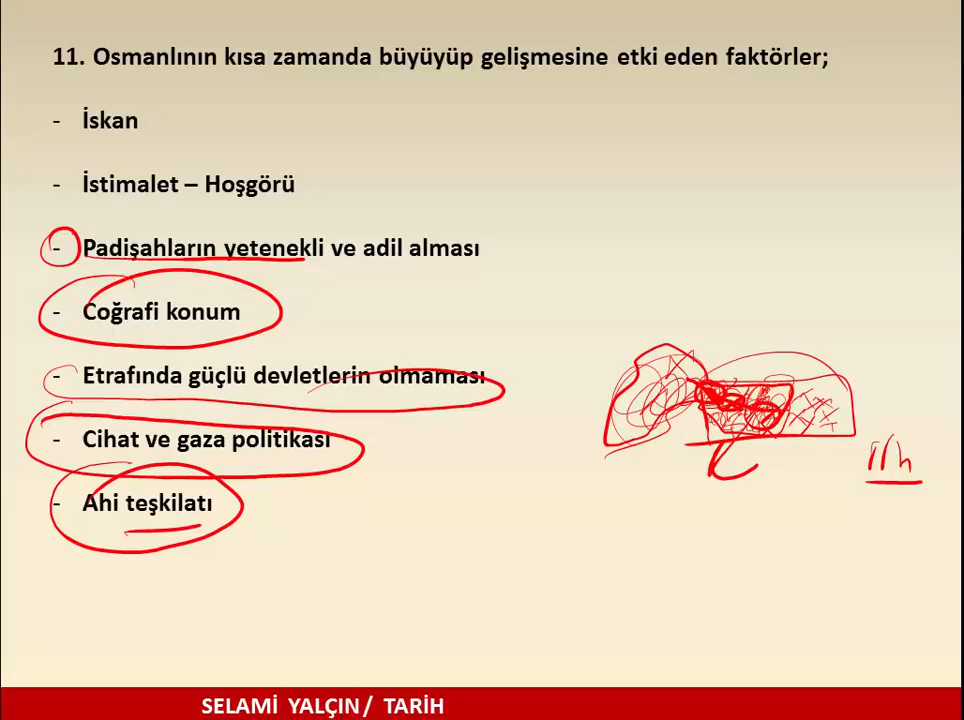 11. Osmanlının kısa zamanda büyüyüp gelişmesine etki eden faktörler;
- İskan
- İstimalet – Hoşgörü
- Padişahların yetenekli ve adil alması
- Coğrafi konum
- Etrafında güçlü devletlerin olmaması
- Cihat ve gaza politikası
- Ahi teşkilatı
SELAMİ YALÇIN / TARİH